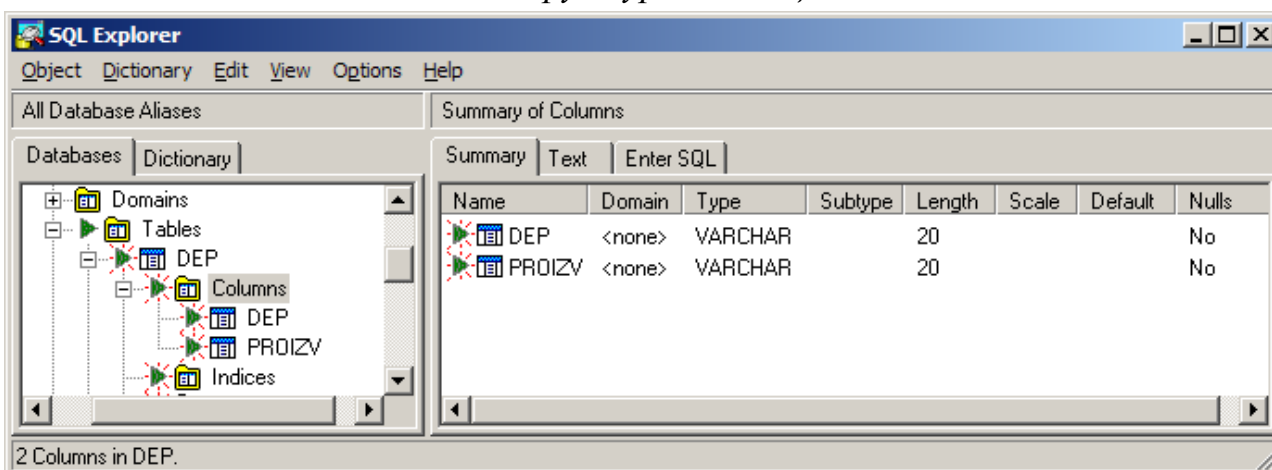 SQL Explorer
Object Dictionary Edit View Options Help
All Database Aliases
Summary of Columns
Databases Dictionary
Summary Text Enter SQL
Domains
Tables
DEP
Columns
DEP
PROIZV
Indices
Name Domain Type Subtype Length Scale Default Nulls
DEP <none> VARCHAR 20 No
PROIZV <none> VARCHAR 20 No
2 Columns in DEP.